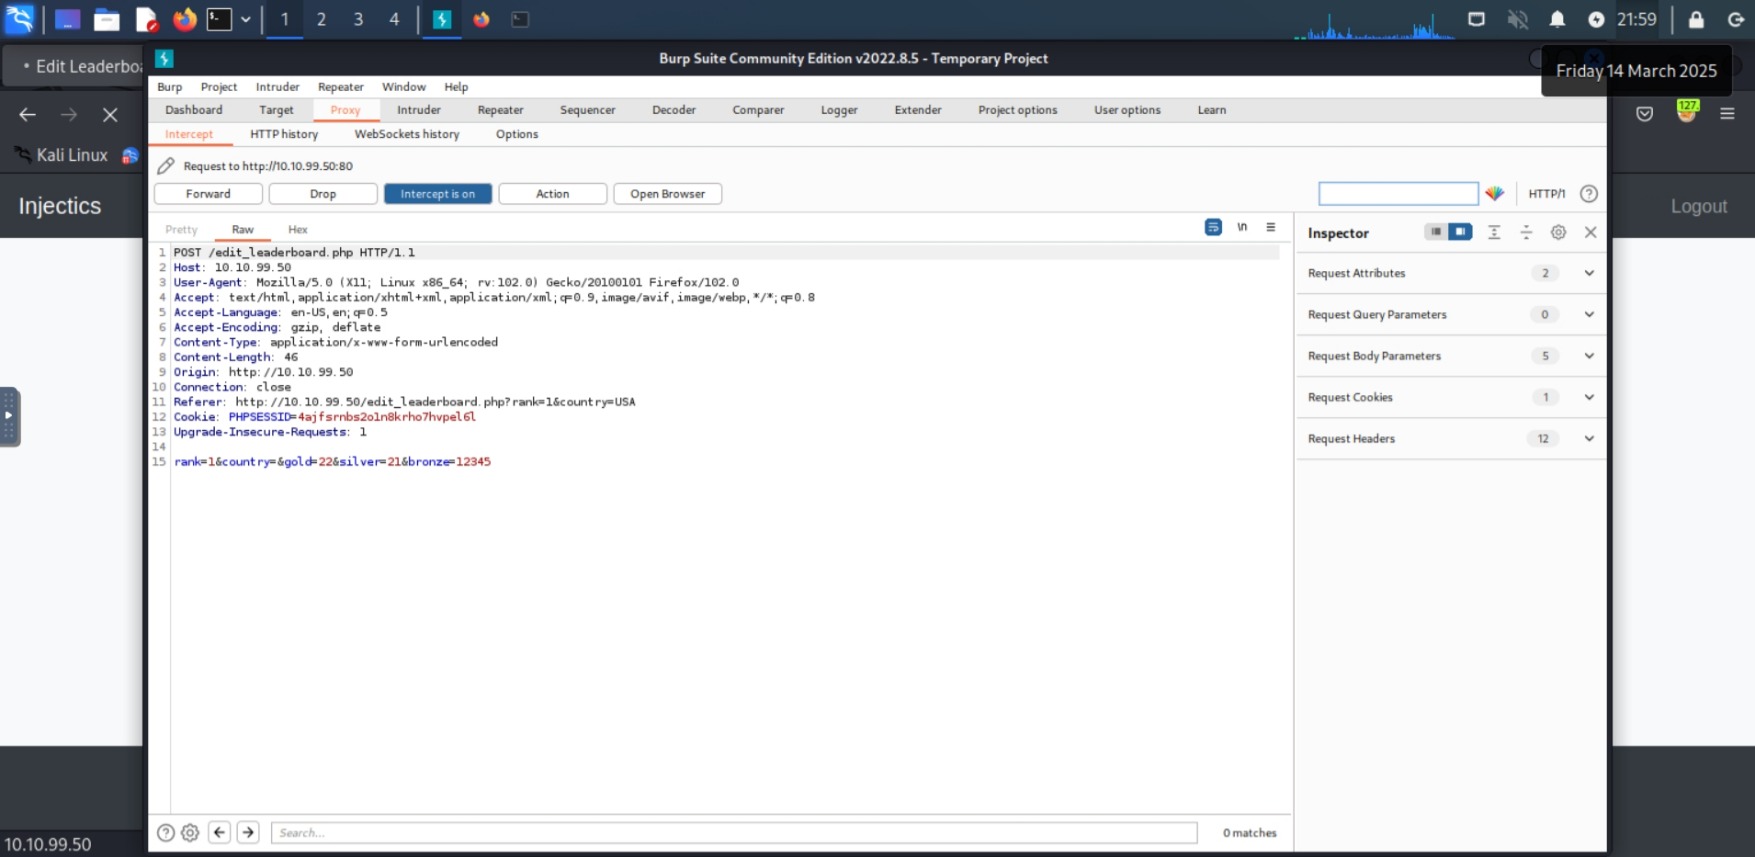 1 2 3 4
21:59
Edit Leaderboa
Burp Suite Community Edition v2022.8.5 - Temporary Project
Friday 14 March 2025
Burp Project Intruder Repeater Window Help
Dashboard Target Proxy Intruder Repeater Sequencer Decoder Comparer Logger Extender Project options User options Learn
127.
Intercept HTTP history WebSockets history Options
Kali Linux
Request to http://10.10.99.50:80
Forward Drop Intercept is on Action Open Browser
HTTP/1
Injectics
Logout
Pretty Raw Hex
\n
Inspector
1 POST /edit_leaderboard.php HTTP/1.1
2 Host: 10.10.99.50
3 User-Agent: Mozilla/5.0 (X11; Linux x86_64; rv:102.0) Gecko/20100101 Firefox/102.0
4 Accept: text/html,application/xhtml+xml,application/xml;q=0.9,image/avif,image/webp,*/*;q=0.8
5 Accept-Language: en-US,en;q=0.5
6 Accept-Encoding: gzip, deflate
7 Content-Type: application/x-www-form-urlencoded
8 Content-Length: 46
9 Origin: http://10.10.99.50
10 Connection: close
11 Referer: http://10.10.99.50/edit_leaderboard.php?rank=1&country=USA
12 Cookie: PHPSESSID=4ajfsrnbs2o1n8krho7hvpel6l
13 Upgrade-Insecure-Requests: 1
14
15 rank=1&country=&gold=22&silver=21&bronze=12345
Request Attributes 2
Request Query Parameters 0
Request Body Parameters 5
Request Cookies 1
Request Headers 12
Search...
0 matches
10.10.99.50